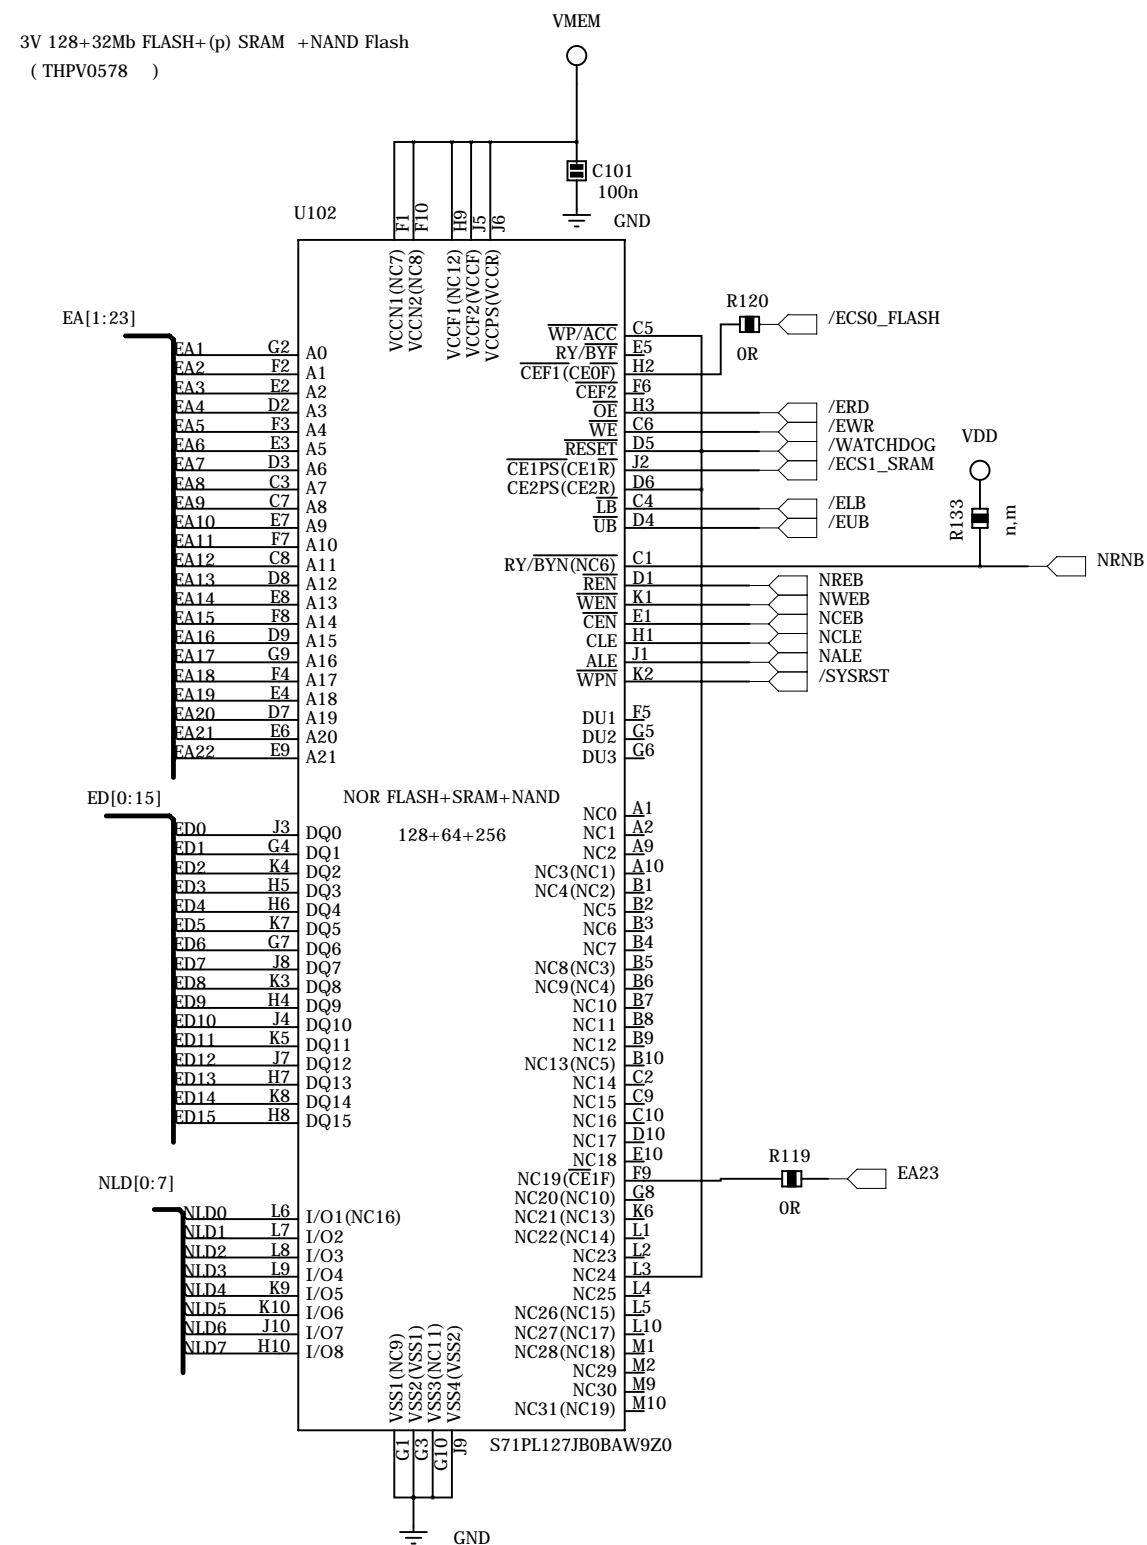 VMEM
3V 128+32Mb FLASH+(p) SRAM +NAND Flash
( THPV0578 )
C101
100n
GND
U102
F1
F10
H9
J5
J6
VCCN1(NC7)
VCCN2(NC8)
VCCF1(NC12)
VCCF2(VCCF)
VCCPS(VCCR)
EA[1:23]
EA1 G2 A0
EA2 F2 A1
EA3 E2 A2
EA4 D2 A3
EA5 F3 A4
EA6 E3 A5
EA7 D3 A6
EA8 C3 A7
EA9 C7 A8
EA10 E7 A9
EA11 F7 A10
EA12 C8 A11
EA13 D8 A12
EA14 E8 A13
EA15 F8 A14
EA16 D9 A15
EA17 G9 A16
EA18 F4 A17
EA19 E4 A18
EA20 D7 A19
EA21 E6 A20
EA22 E9 A21
R120
0R
/ECS0_FLASH
WP/ACC C5
RY/BYF E5
CEF1(CE0F) H2
CEF2 F6
OE H3 /ERD
WE C6 /EWR
RESET D5 /WATCHDOG
CE1PS(CE1R) J2 /ECS1_SRAM
CE2PS(CE2R) D6
LB C4 /ELB
UB D4 /EUB
VDD
R133
n,m
RY/BYN(NC6) C1 NRNB
REN D1 NREB
WEN K1 NWEB
CEN E1 NCEB
CLE H1 NCLE
ALE J1 NALE
WPN K2 /SYSRST
DU1 F5
DU2 G5
DU3 G6
NOR FLASH+SRAM+NAND
128+64+256
ED[0:15]
ED0 J3 DQ0
ED1 G4 DQ1
ED2 K4 DQ2
ED3 H5 DQ3
ED4 H6 DQ4
ED5 K7 DQ5
ED6 G7 DQ6
ED7 J8 DQ7
ED8 K3 DQ8
ED9 H4 DQ9
ED10 J4 DQ10
ED11 K5 DQ11
ED12 J7 DQ12
ED13 H7 DQ13
ED14 K8 DQ14
ED15 H8 DQ15
NC0 A1
NC1 A2
NC2 A9
NC3(NC1) A10
NC4(NC2) B1
NC5 B2
NC6 B3
NC7 B4
NC8(NC3) B5
NC9(NC4) B6
NC10 B7
NC11 B8
NC12 B9
NC13(NC5) B10
NC14 C2
NC15 C9
NC16 C10
NC17 D10
NC18 E10
NC19(CE1F) F9
NC20(NC10) G8
NC21(NC13) K6
NC22(NC14) L1
NC23 L2
NC24 L3
NC25 L4
NC26(NC15) L5
NC27(NC17) L10
NC28(NC18) M1
NC29 M2
NC30 M9
NC31(NC19) M10
R119
0R
EA23
NLD[0:7]
NLD0 L6 I/O1(NC16)
NLD1 L7 I/O2
NLD2 L8 I/O3
NLD3 L9 I/O4
NLD4 K9 I/O5
NLD5 K10 I/O6
NLD6 J10 I/O7
NLD7 H10 I/O8
VSS1(NC9)
VSS2(VSS1)
VSS3(NC11)
VSS4(VSS2)
G1
G3
G10
J9
S71PL127JB0BAW9Z0
GND